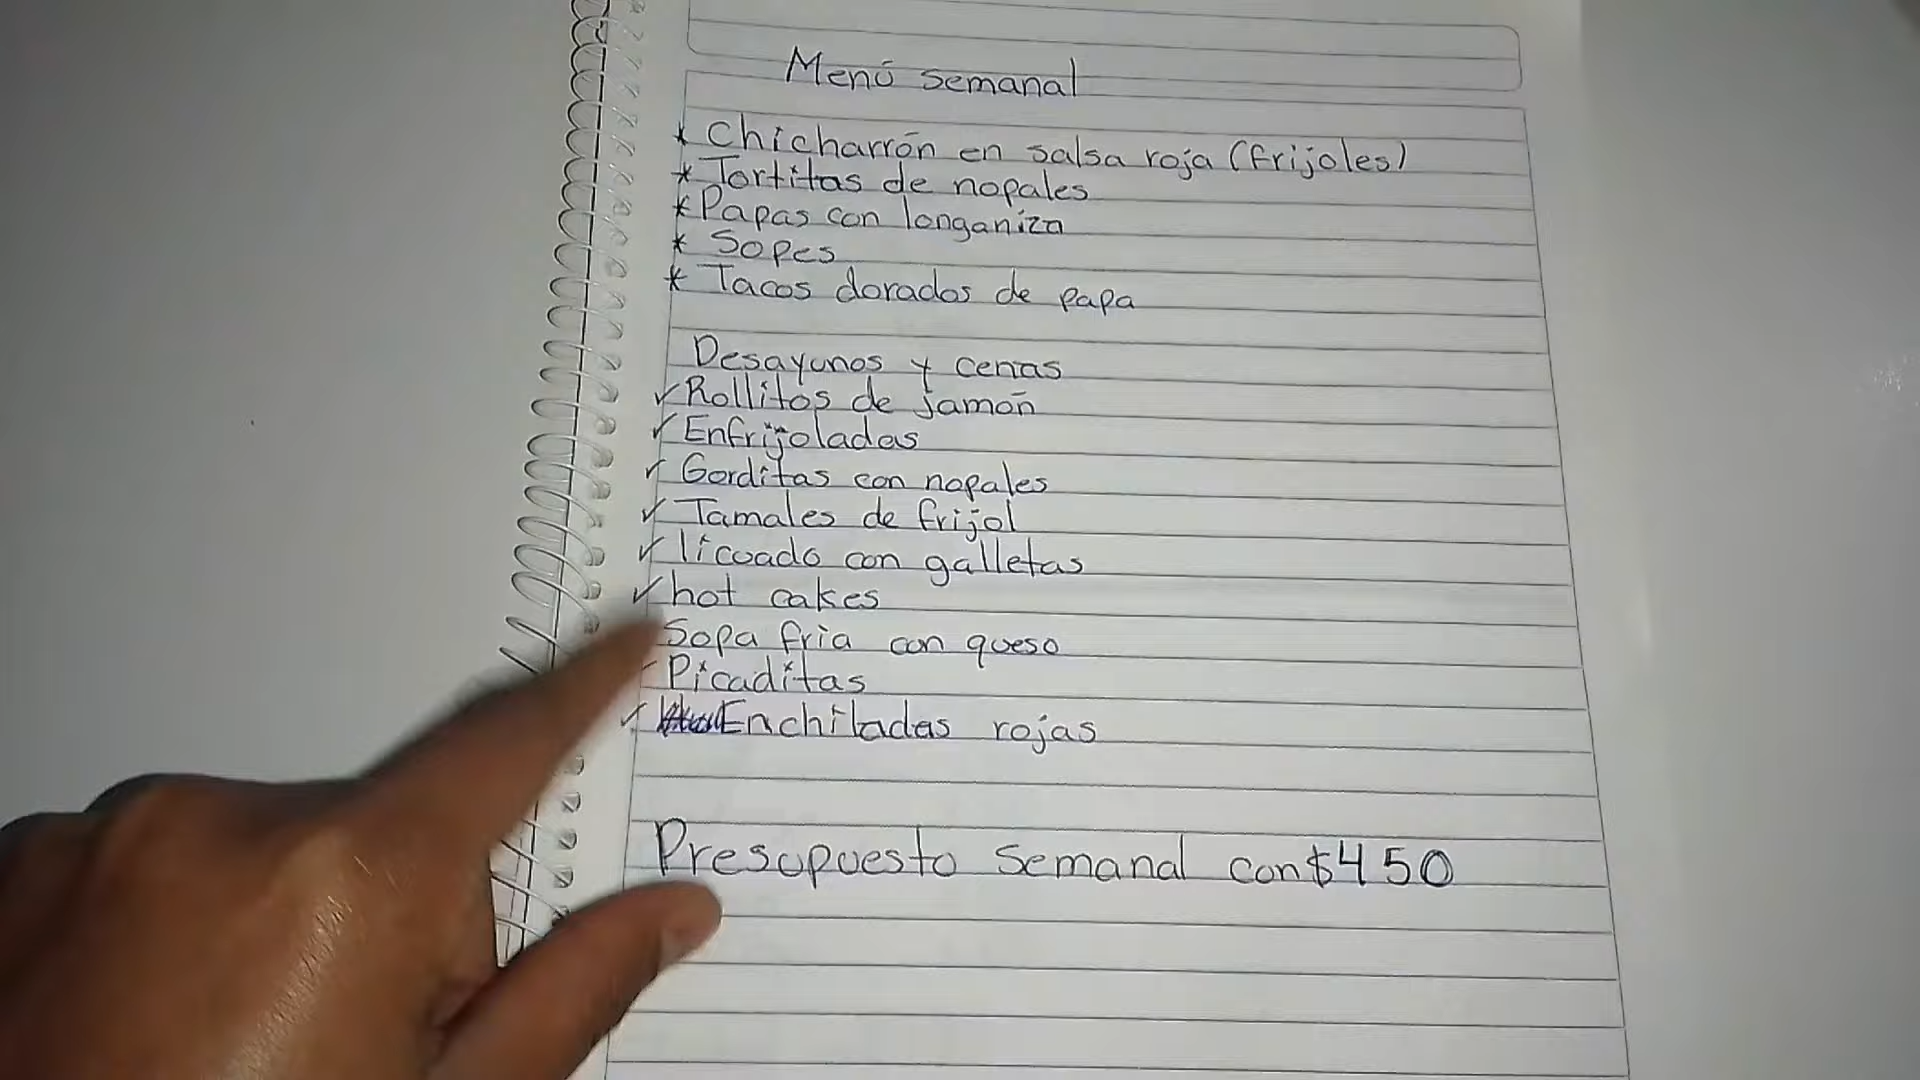 Menú semanal
* Chicharrón en salsa roja (frijoles)
* Tortitas de nopales
* Papas con longaniza
* Sopes
* Tacos dorados de papa
Desayunos y cenas
✓ Rollitos de jamón
✓ Enfrijoladas
✓ Gorditas con nopales
✓ Tamales de frijol
✓ licuado con galletas
✓ hot cakes
Sopa fria con queso
✓ Picaditas
✓ Enchiladas rojas
Presupuesto semanal con $450